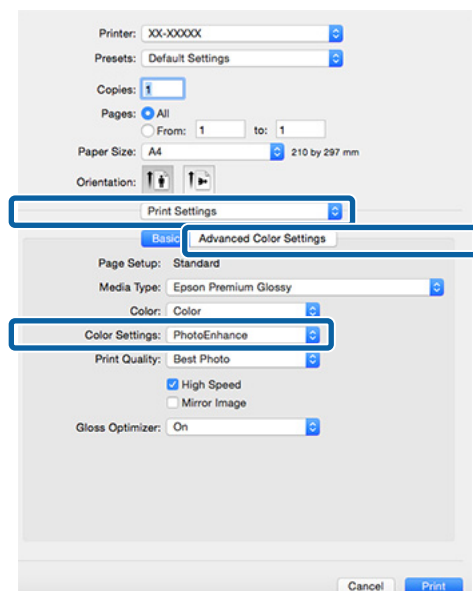 Printer: XX-XXXXX
Presets: Default Settings
Copies: 1
Pages: All
From: 1 to: 1
Paper Size: A4 210 by 297 mm
Orientation:
Print Settings
Basic Advanced Color Settings
Page Setup: Standard
Media Type: Epson Premium Glossy
Color: Color
Color Settings: PhotoEnhance
Print Quality: Best Photo
High Speed
Mirror Image
Gloss Optimizer: On
Cancel Print